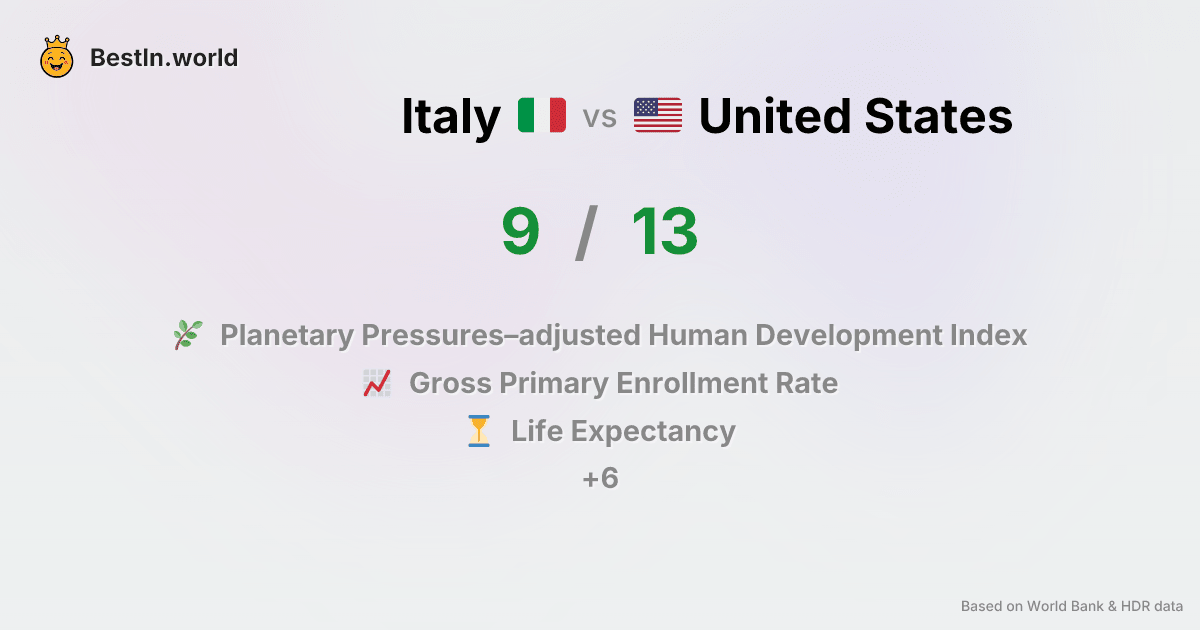 BestIn.world
Italy vs United States
9 / 13
Planetary Pressures–adjusted Human Development Index
Gross Primary Enrollment Rate
Life Expectancy
+6
Based on World Bank & HDR data